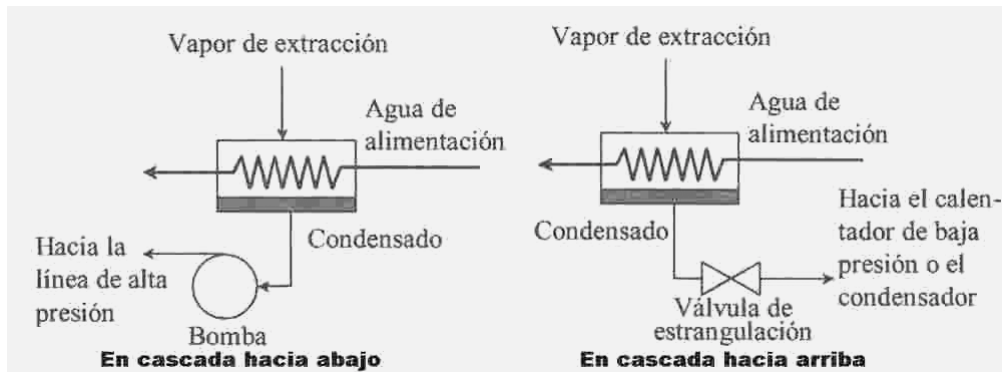 Vapor de extracción
Agua de
alimentación
Condensado
Hacia la
línea de alta
presión
Bomba
En cascada hacia abajo
Vapor de extracción
Agua de
alimentación
Condensado
Hacia el calen-
tador de baja
presión o el
condensador
Válvula de
estrangulación
En cascada hacia arriba